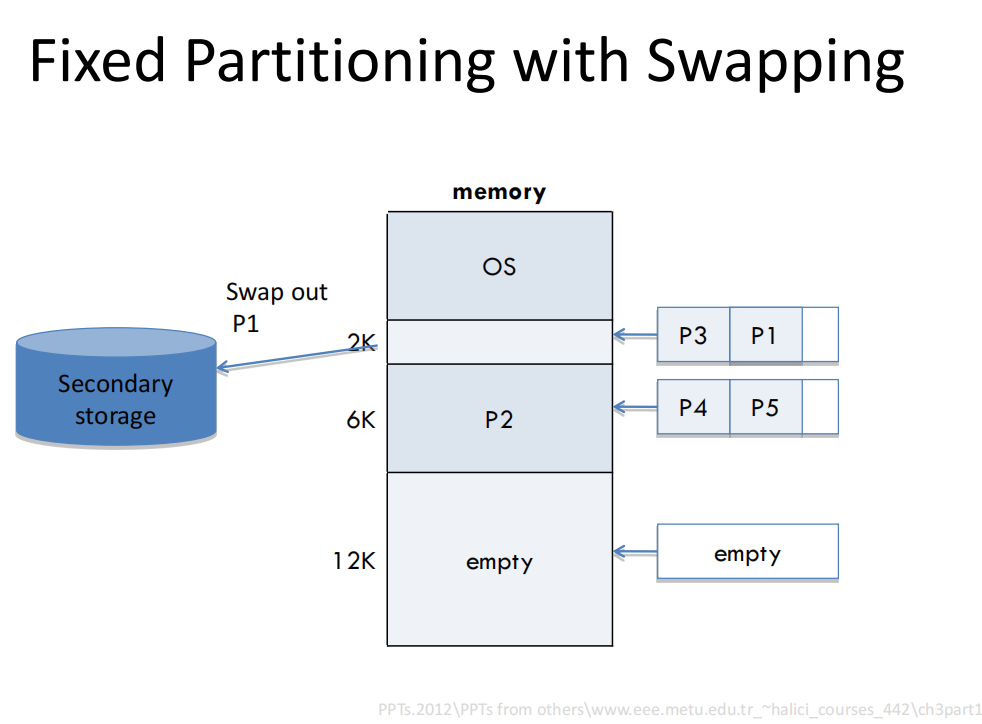 Fixed Partitioning with Swapping
memory
OS
Swap out
P1
2K
P3 P1
Secondary
storage
6K
P2
P4 P5
12K
empty
empty
PPTs.2012\PPTs from others\www.eee.metu.edu.tr_~halici_courses_442\ch3part1